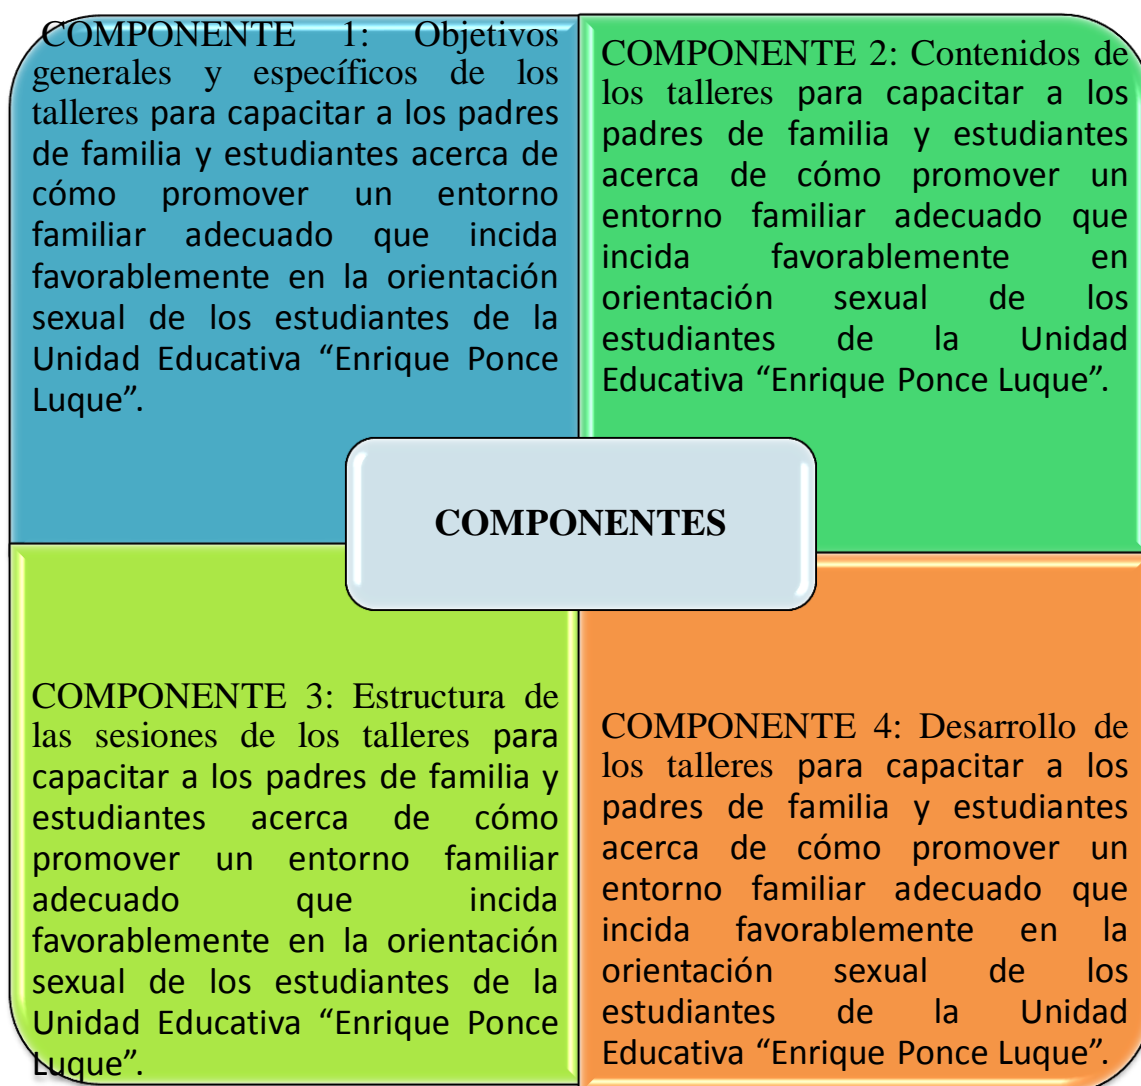 COMPONENTE 1: Objetivos
generales y específicos de los
talleres para capacitar a los padres
de familia y estudiantes acerca de
cómo promover un entorno
familiar adecuado que incida
favorablemente en la orientación
sexual de los estudiantes de la
Unidad Educativa “Enrique Ponce
Luque”.
COMPONENTE 2: Contenidos de
los talleres para capacitar a los
padres de familia y estudiantes
acerca de cómo promover un
entorno familiar adecuado que
incida favorablemente en
orientación sexual de los
estudiantes de la Unidad
Educativa “Enrique Ponce Luque”.
COMPONENTES
COMPONENTE 3: Estructura de
las sesiones de los talleres para
capacitar a los padres de familia y
estudiantes acerca de cómo
promover un entorno familiar
adecuado que incida
favorablemente en la orientación
sexual de los estudiantes de la
Unidad Educativa “Enrique Ponce
Luque”.
COMPONENTE 4: Desarrollo de
los talleres para capacitar a los
padres de familia y estudiantes
acerca de cómo promover un
entorno familiar adecuado que
incida favorablemente en la
orientación sexual de los
estudiantes de la Unidad
Educativa “Enrique Ponce Luque”.